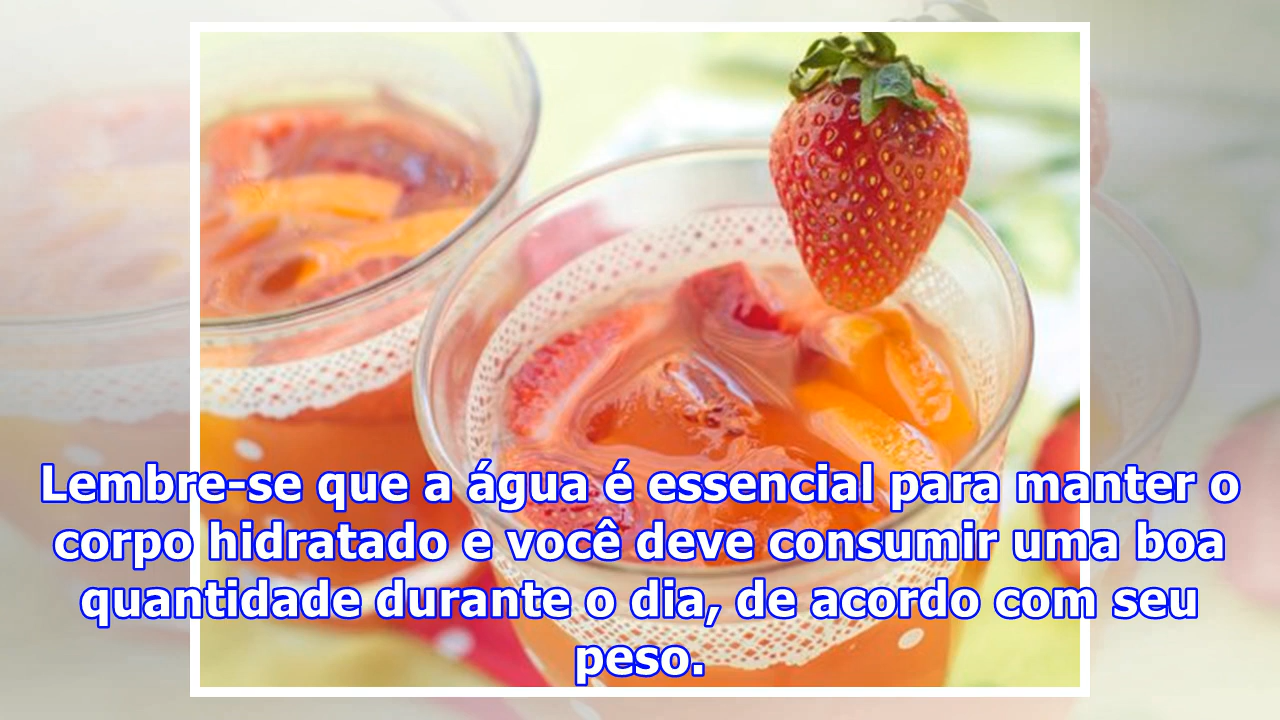 Lembre-se que a água é essencial para manter o
corpo hidratado e você deve consumir uma boa
quantidade durante o dia, de acordo com seu
peso.